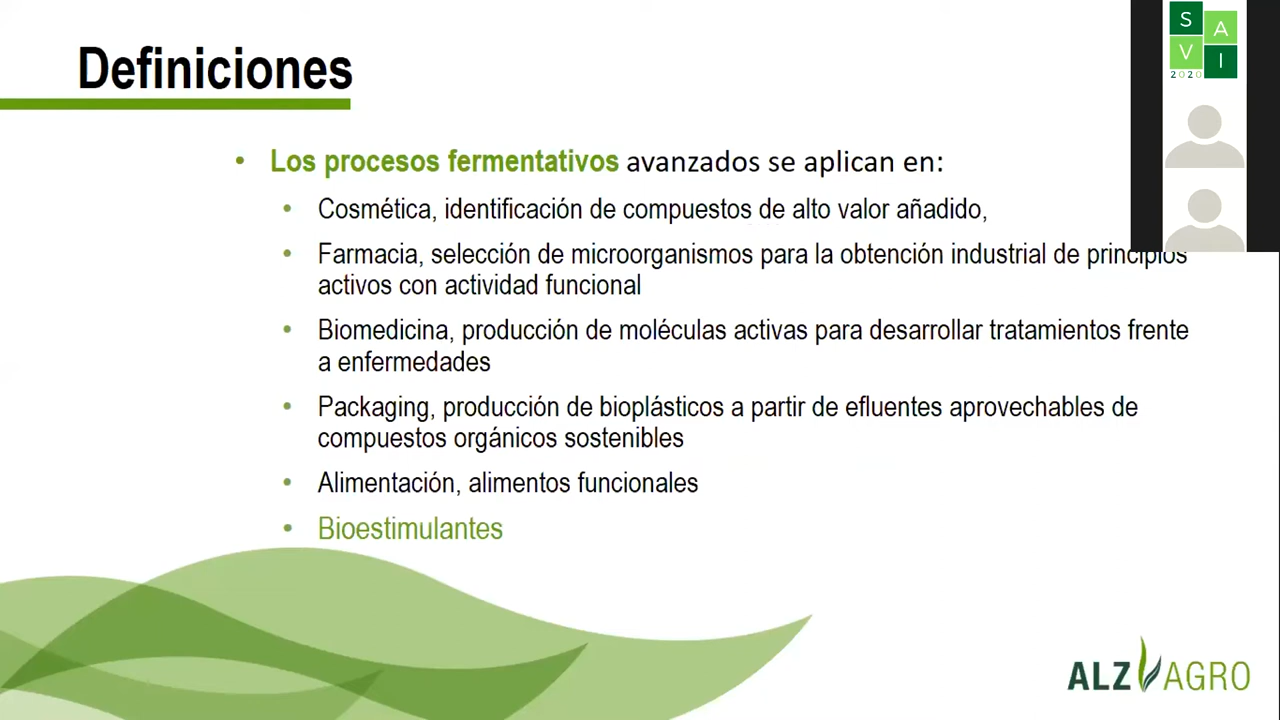 Definiciones
S
A
V
I
2020
Los procesos fermentativos avanzados se aplican en:
Cosmética, identificación de compuestos de alto valor añadido,
Farmacia, selección de microorganismos para la obtención industrial de principios
activos con actividad funcional
Biomedicina, producción de moléculas activas para desarrollar tratamientos frente
a enfermedades
Packaging, producción de bioplásticos a partir de efluentes aprovechables de
compuestos orgánicos sostenibles
Alimentación, alimentos funcionales
Bioestimulantes
ALZ AGRO